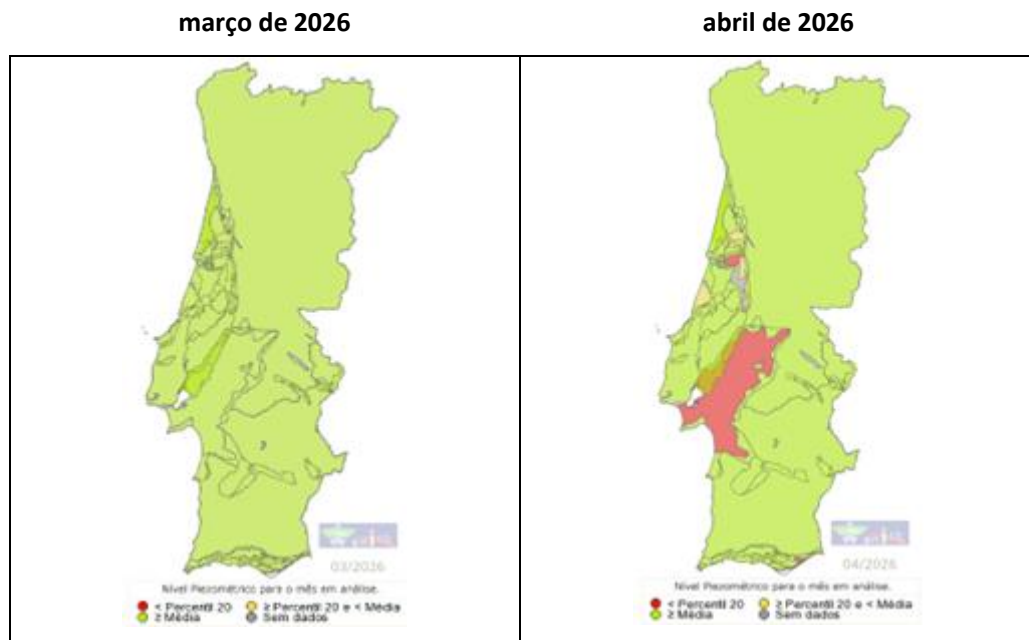 março de 2026
abril de 2026
03/2026
Nível Piezométrico para o mês em análise.
< Percentil 20
≥ Percentil 20 e < Média
≥ Média
Sem dados
04/2026
Nível Piezométrico para o mês em análise.
< Percentil 20
≥ Percentil 20 e < Média
≥ Média
Sem dados